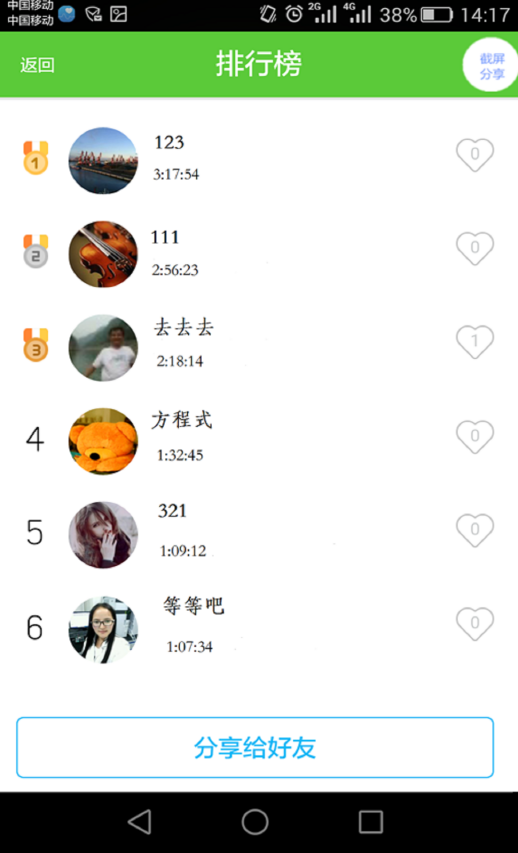 中国移动
中国移动
2G 4G 38% 14:17
返回
排行榜
截屏
分享
1
123
3:17:54
0
2
111
2:56:23
0
3
去去去
2:18:14
1
4
方程式
1:32:45
0
5
321
1:09:12
0
6
等等吧
1:07:34
0
分享给好友